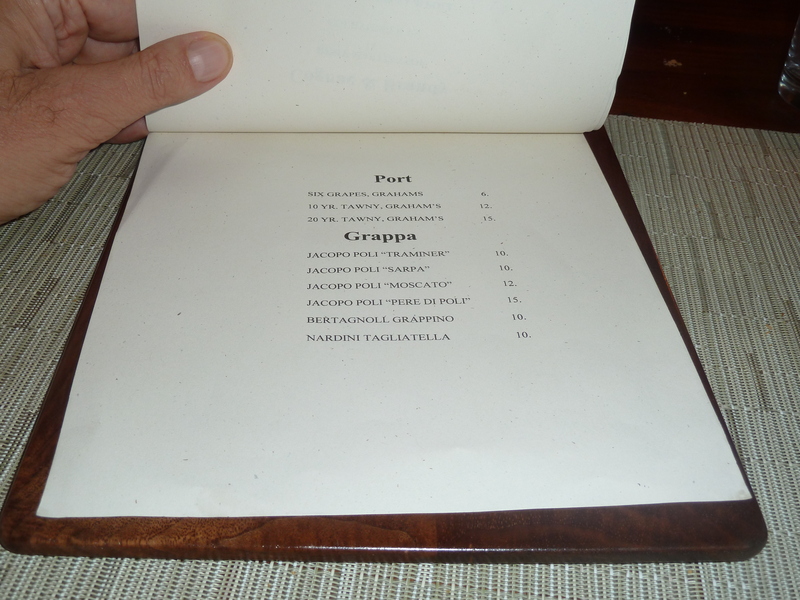 Port
SIX GRAPES, GRAHAMS 6.
10 YR. TAWNY, GRAHAM'S 12.
20 YR. TAWNY, GRAHAM'S 15.
Grappa
JACOPO POLI "TRAMINER" 10.
JACOPO POLI "SARPA" 10.
JACOPO POLI "MOSCATO" 12.
JACOPO POLI "PERE DI POLI" 15.
BERTAGNOLL GRAPPINO 10.
NARDINI TAGLIATELLA 10.